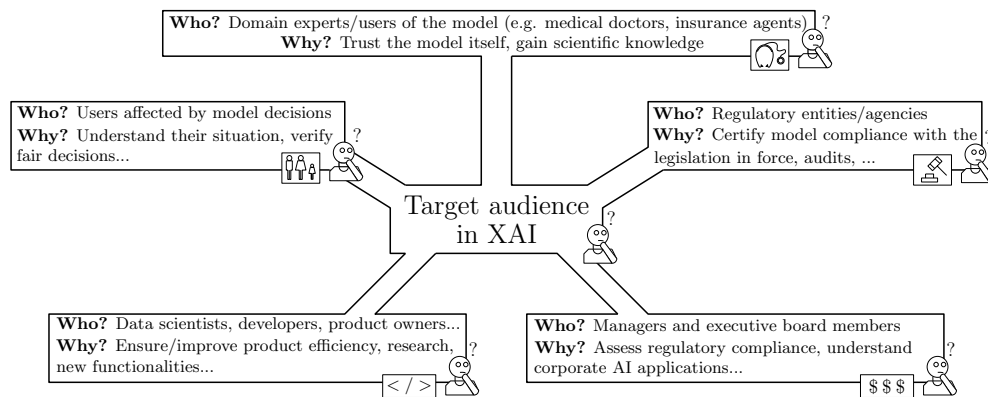 Who? Domain experts/users of the model (e.g. medical doctors, insurance agents)
?
Why? Trust the model itself, gain scientific knowledge
Who? Users affected by model decisions
Why? Understand their situation, verify
fair decisions...
?
Who? Regulatory entities/agencies
Why? Certify model compliance with the
legislation in force, audits, ...
?
Target audience
in XAI
?
Who? Data scientists, developers, product owners...
Why? Ensure/improve product efficiency, research,
new functionalities...
?
< / >
Who? Managers and executive board members
Why? Assess regulatory compliance, understand
corporate AI applications...
?
$ $ $